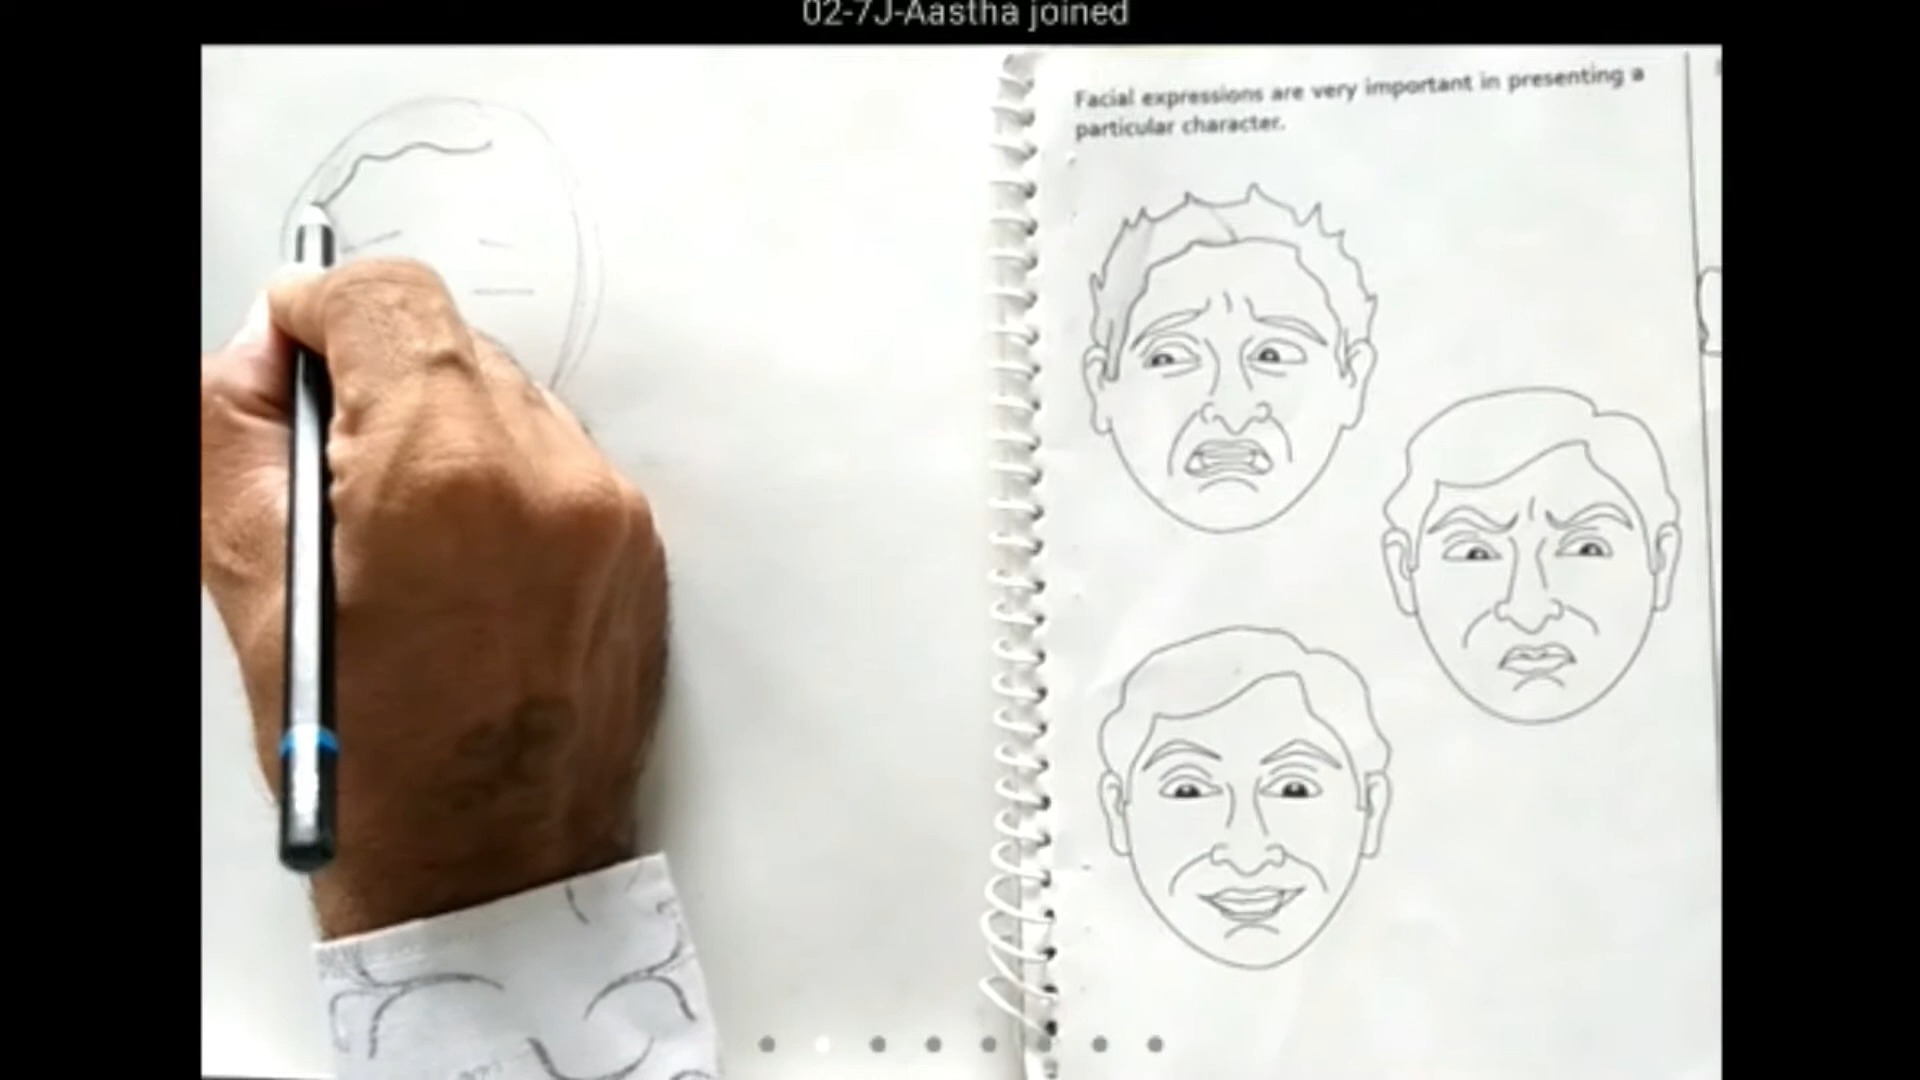 02-7J-Aastha joined
Facial expressions are very important in presenting a
particular character.